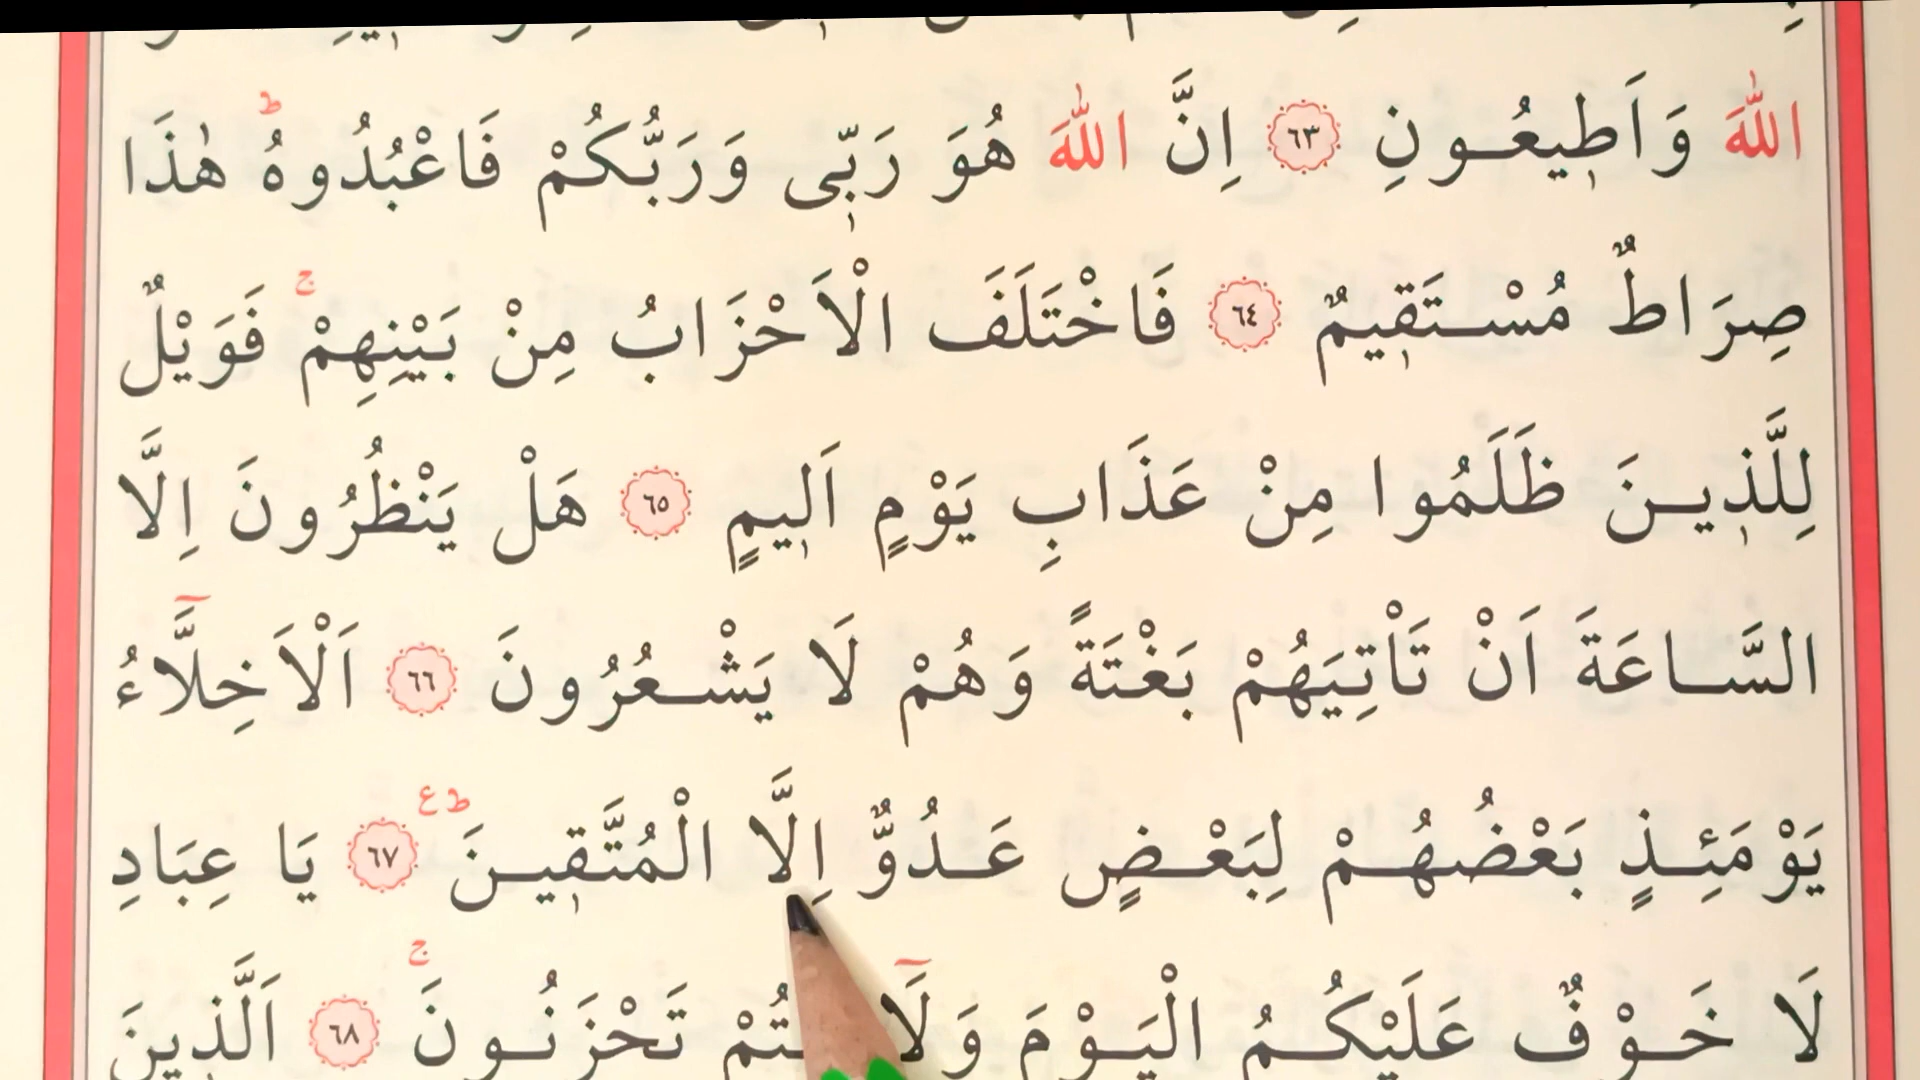 اللّٰهَ وَاَطٖيعُونِ ﴿٦٣﴾ اِنَّ اللّٰهَ هُوَ رَبّٖى وَرَبُّكُمْ فَاعْبُدُوهُؕ هٰذَا
صِرَاطٌ مُسْتَقٖيمٌ ﴿٦٤﴾ فَاخْتَلَفَ الْاَحْزَابُ مِنْ بَيْنِهِمْۚ فَوَيْلٌ
لِلَّذٖينَ ظَلَمُوا مِنْ عَذَابِ يَوْمٍ اَلٖيمٍ ﴿٦٥﴾ هَلْ يَنْظُرُونَ اِلَّا
السَّاعَةَ اَنْ تَاْتِيَهُمْ بَغْتَةً وَهُمْ لَا يَشْعُرُونَ ﴿٦٦﴾ اَلْاَخِلَّٓاءُ
يَوْمَئِذٍ بَعْضُهُمْ لِبَعْضٍ عَدُوٌّ اِلَّا الْمُتَّقٖينَ ط ع ﴿٦٧﴾ يَا عِبَادِ
لَا خَوْفٌ عَلَيْكُمُ الْيَوْمَ وَلَٓا تَحْزَنُونَۚ ﴿٦٨﴾ اَلَّذٖينَ